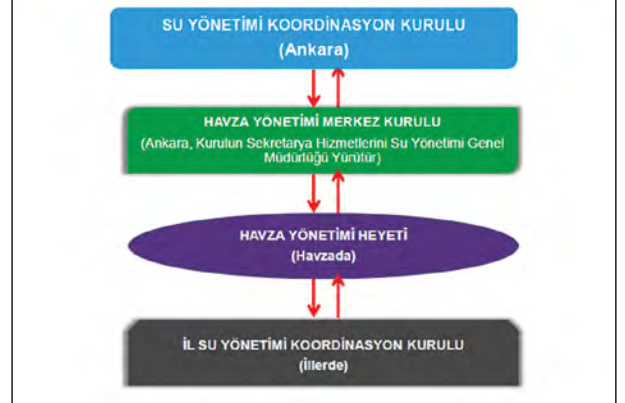 SU YÖNETİMİ KOORDİNASYON KURULU
(Ankara)
HAVZA YÖNETİMİ MERKEZ KURULU
(Ankara, Kurulun Sekretarya Hizmetlerini Su Yönetimi Genel
Müdürlüğü Yürütür)
HAVZA YÖNETİMİ HEYETİ
(Havzada)
İL SU YÖNETİMİ KOORDİNASYON KURULU
(İllerde)